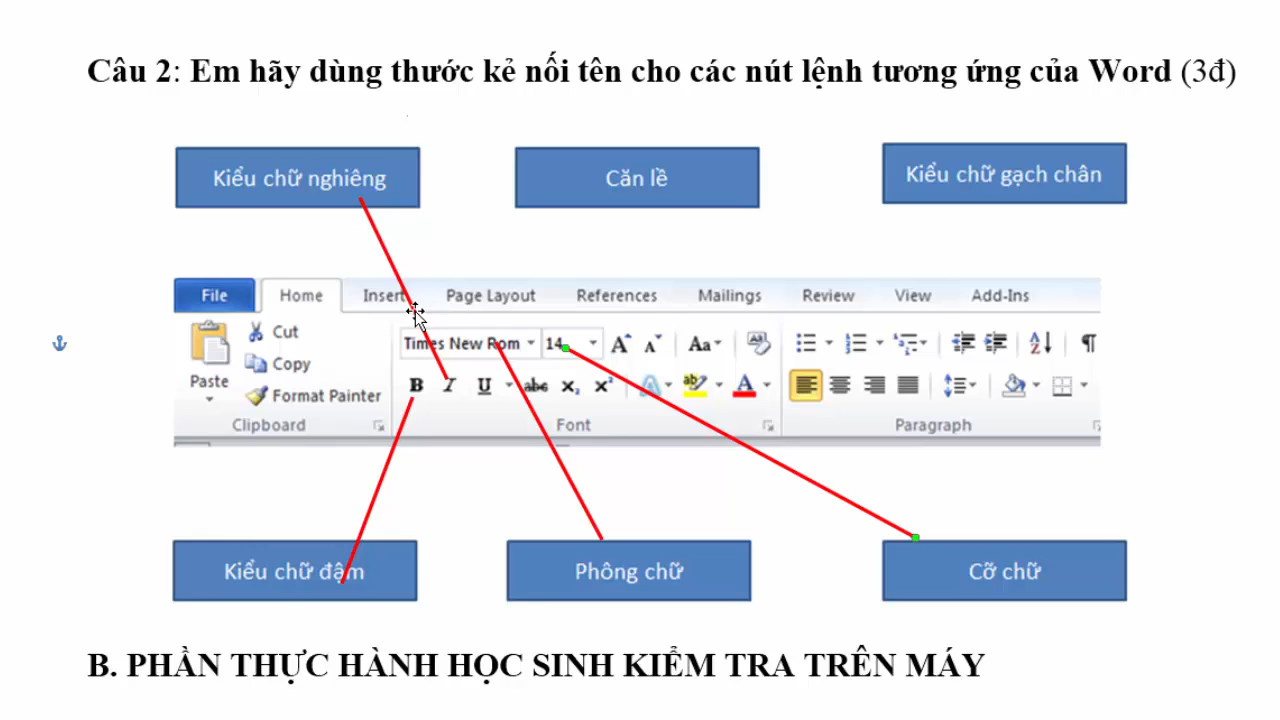 Câu 2: Em hãy dùng thước kẻ nối tên cho các nút lệnh tương ứng của Word (3đ)
Kiểu chữ nghiêng
Căn lề
Kiểu chữ gạch chân
File Home Insert Page Layout References Mailings Review View Add-Ins
Cut
Times New Rom 14 A A Aa
Copy
Paste
B I U abc x₂ x² A ab A
Format Painter
Clipboard Font Paragraph
Kiểu chữ đậm
Phông chữ
Cỡ chữ
B. PHẦN THỰC HÀNH HỌC SINH KIỂM TRA TRÊN MÁY